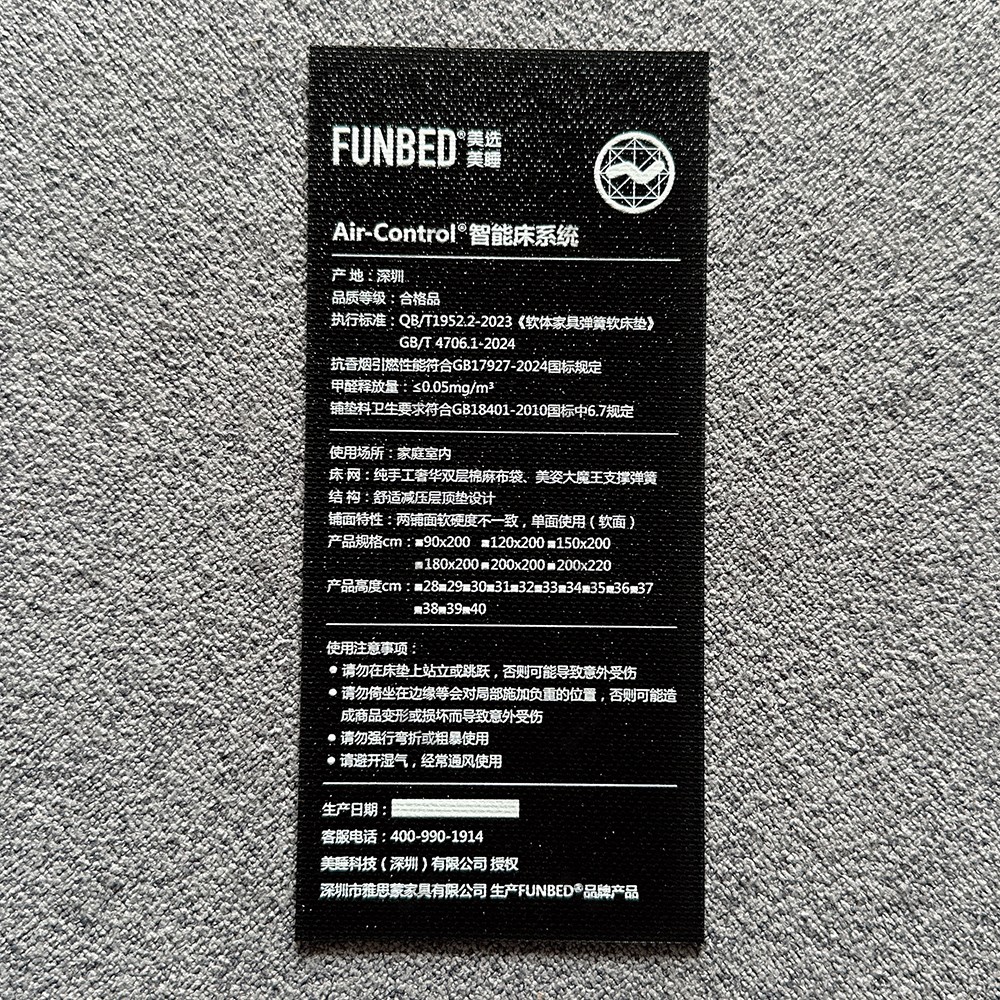 FUNBED®美选
美睡
Air-Control®智能床系统
产 地：深圳
品质等级：合格品
执行标准：QB/T1952.2-2023《软体家具弹簧软床垫》
GB/T 4706.1-2024
抗香烟引燃性能符合GB17927-2024国标规定
甲醛释放量：≤0.05mg/m³
铺垫料卫生要求符合GB18401-2010国标中6.7规定
使用场所：家庭室内
床 网：纯手工奢华双层棉麻布袋、美姿大魔王支撑弹簧
结 构：舒适减压层顶垫设计
铺面特性：两铺面软硬度不一致，单面使用（软面）
产品规格cm：■90x200 ■120x200■150x200
■180x200■200x200■200x220
产品高度cm：■28■29■30■31■32■33■34■35■36■37
■38■39■40
使用注意事项：
● 请勿在床垫上站立或跳跃，否则可能导致意外受伤
● 请勿倚坐在边缘等会对局部施加负重的位置，否则可能造
成商品变形或损坏而导致意外受伤
● 请勿强行弯折或粗暴使用
● 请避开湿气，经常通风使用
生产日期：
客服电话：400-990-1914
美睡科技（深圳）有限公司 授权
深圳市雅思蒙家具有限公司 生产FUNBED®品牌产品